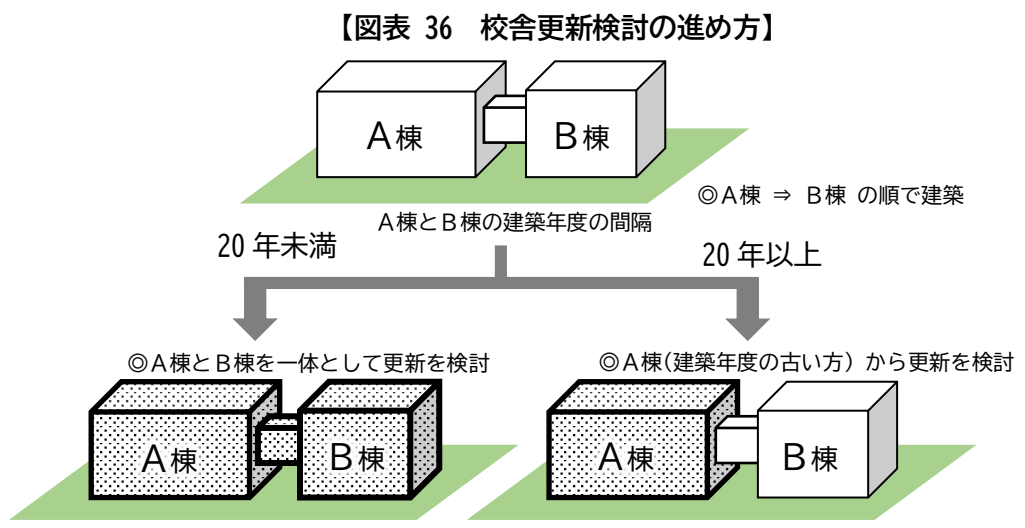 【図表 36　校舎更新検討の進め方】
A棟
B棟
◎A棟 ⇒ B棟 の順で建築
A棟とB棟の建築年度の間隔
20 年未満
20 年以上
◎A棟とB棟を一体として更新を検討
◎A棟(建築年度の古い方) から更新を検討
A棟
B棟
A棟
B棟